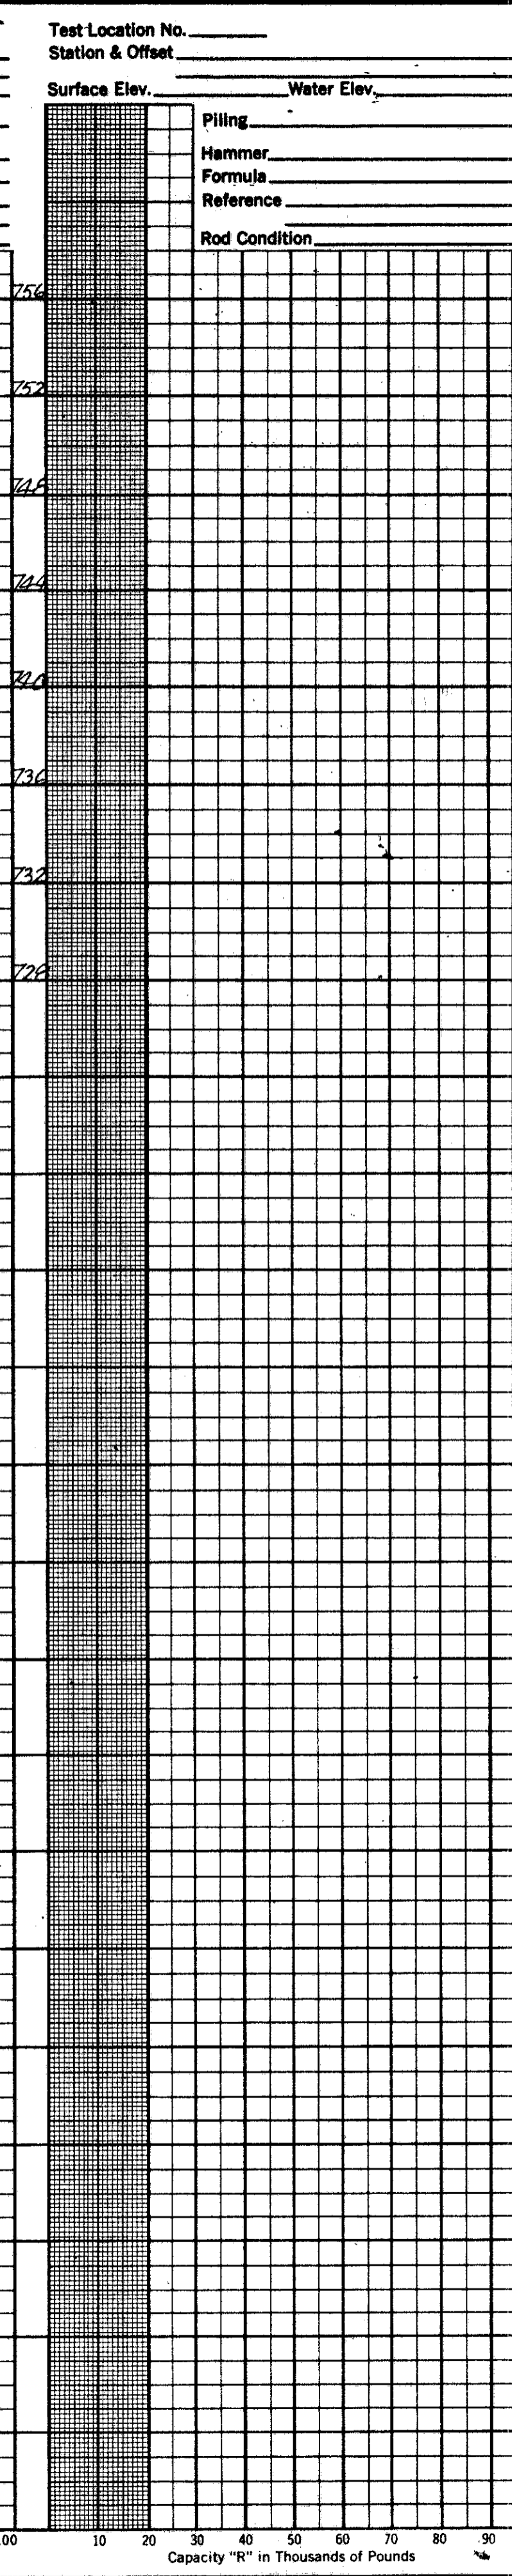 Test Location No.
Station & Offset
Surface Elev. Water Elev.
Piling
Hammer
Formula
Reference
Rod Condition
756
752
748
744
740
736
732
728
00 10 20 30 40 50 60 70 80 90
Capacity "R" in Thousands of Pounds